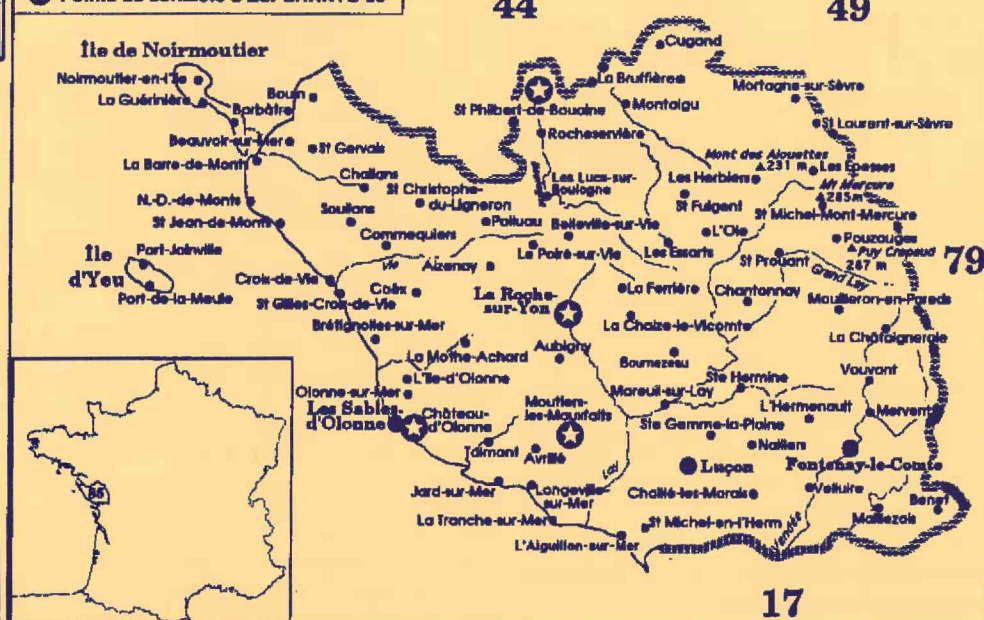 44
49
Cugand
Île de Noirmoutier
Noirmoutier-en-l'Île
La Bruffière
Mortagne-sur-Sèvre
La Guérinière
Bouin
Montaigu
Barbâtre
St Philbert-de-Bouaine
St Laurent-sur-Sèvre
Rocheservière
Beauvoir-sur-Mer
St Gervais
Mont des Alouettes
231 m
Les Epesses
La Barre-de-Monts
Challans
Les Lucs-sur-
Boulogne
Les Herbiers
Mt Mercure
285m
St Christophe-
du-Ligneron
St Fulgent
N.-D.-de-Monts
Soullans
St Michel-Mont-Mercure
St Jean-de-Monts
Palluau
Belleville-sur-Vie
L'Oie
Commequiers
Pouzauges
Île
d'Yeu
Port-Joinville
Le Poiré-sur-Vie
Les Essarts
Puy Crapaud
267 m
79
Vie
Aizenay
St Prouant
Grand Lay
Croix-de-Vie
Port-de-la-Meule
Coëx
La Roche-
sur-Yon
La Ferrière
Chantonnay
St Gilles-Croix-de-Vie
Mouilleron-en-Pareds
Brétignolles-sur-Mer
La Chaize-le-Vicomte
La Châtaigneraie
La Mothe-Achard
Aubigny
Bournezeau
Vouvant
L'Île-d'Olonne
Ste Hermine
Olonne-sur-Mer
Moutiers-
les-Mauxfaits
Mareuil-sur-Lay
L'Hermenault
Les Sables-
d'Olonne
Château-
d'Olonne
Mervent
Ste Gemme-la-Plaine
Nalliers
Talmont
Avrillé
Lay
Luçon
Fontenay-le-Comte
85
Jard-sur-Mer
Longeville-
sur-Mer
Chaillé-les-Marais
Velluire
Benet
Maillezais
La Tranche-sur-Mer
St Michel-en-l'Herm
Vendée
L'Aiguillon-sur-Mer
17